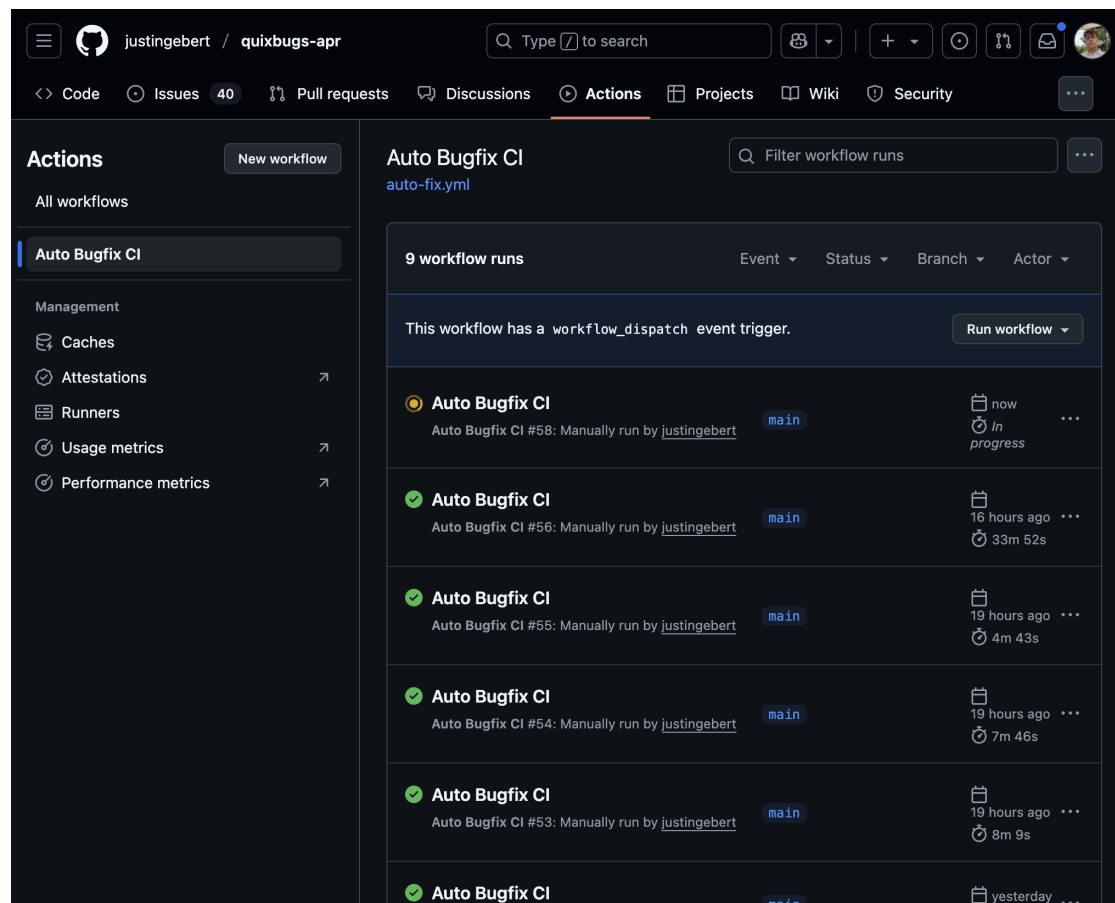 justingebert / quixbugs-apr
Type / to search
Code
Issues 40
Pull requests
Discussions
Actions
Projects
Wiki
Security
Actions
New workflow
All workflows
Auto Bugfix CI
Management
Caches
Attestations
Runners
Usage metrics
Performance metrics
Auto Bugfix CI
auto-fix.yml
Filter workflow runs
9 workflow runs
Event
Status
Branch
Actor
This workflow has a workflow_dispatch event trigger.
Run workflow
Auto Bugfix CI
Auto Bugfix CI #58: Manually run by justingebert
main
now
In
progress
Auto Bugfix CI
Auto Bugfix CI #56: Manually run by justingebert
main
16 hours ago
33m 52s
Auto Bugfix CI
Auto Bugfix CI #55: Manually run by justingebert
main
19 hours ago
4m 43s
Auto Bugfix CI
Auto Bugfix CI #54: Manually run by justingebert
main
19 hours ago
7m 46s
Auto Bugfix CI
Auto Bugfix CI #53: Manually run by justingebert
main
19 hours ago
8m 9s
Auto Bugfix CI
main
yesterday